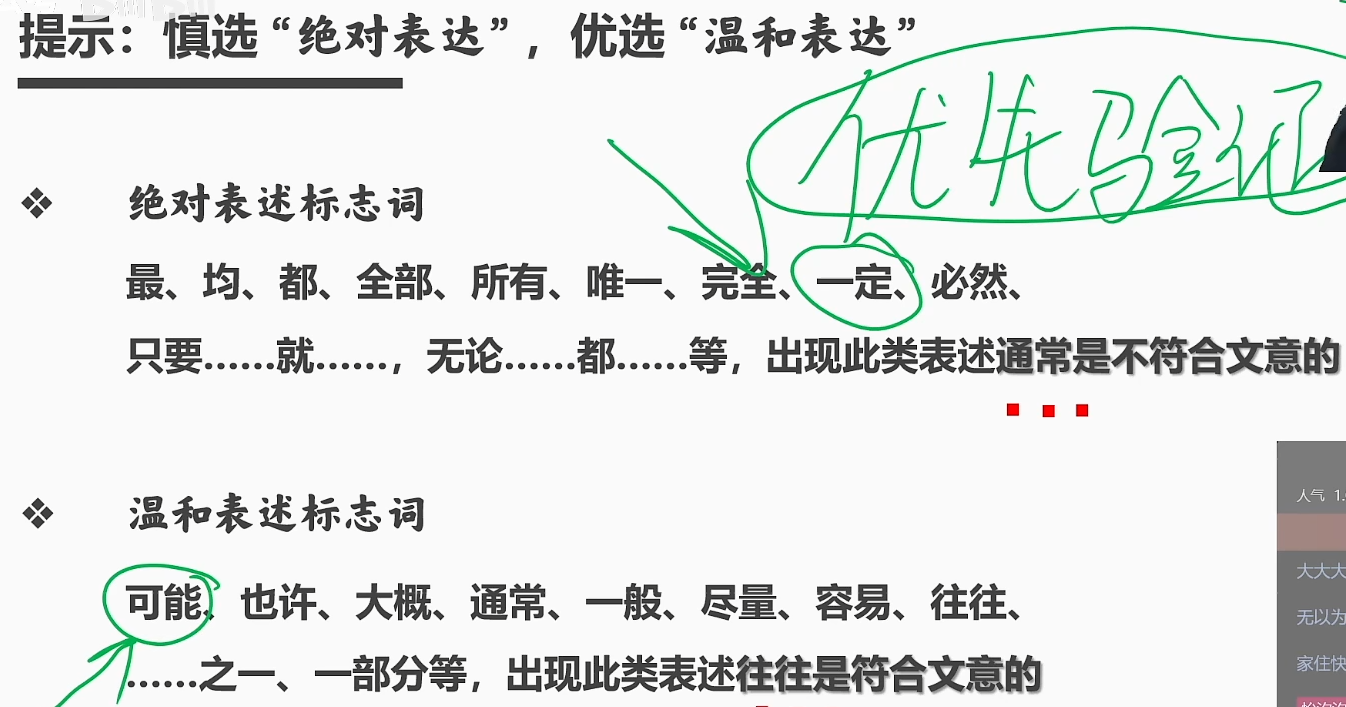 提示：慎选“绝对表达”，优选“温和表达”
优先验证
绝对表述标志词
最、均、都、全部、所有、唯一、完全、一定、必然、
只要……就……，无论……都……等，出现此类表述通常是不符合文意的
温和表述标志词
可能、也许、大概、通常、一般、尽量、容易、往往、
……之一、一部分等，出现此类表述往往是符合文意的
人气 1.
大大大
无以为
家住快